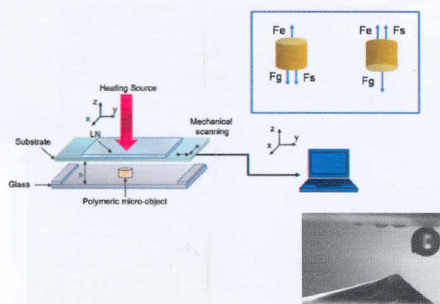 Fe
Fe Fs
Fg Fs
Fg
Heating Source
z
x y
LN
Mechanical
scanning
Substrate
z
x y
h
Glass
Polymeric micro-object